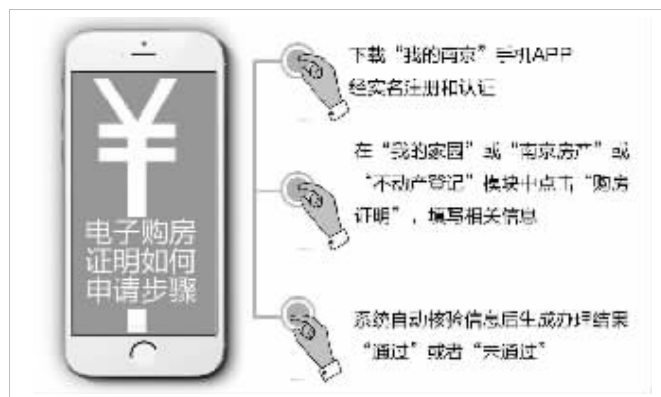 ¥
电子购房
证明如何
申请步骤
下载“我的南京”手机APP
经实名注册和认证
在“我的家园”或“南京房产”或
“不动产登记”模块中点击“购房
证明”，填写相关信息
系统自动核验信息后生成办理结果
“通过”或者“未通过”